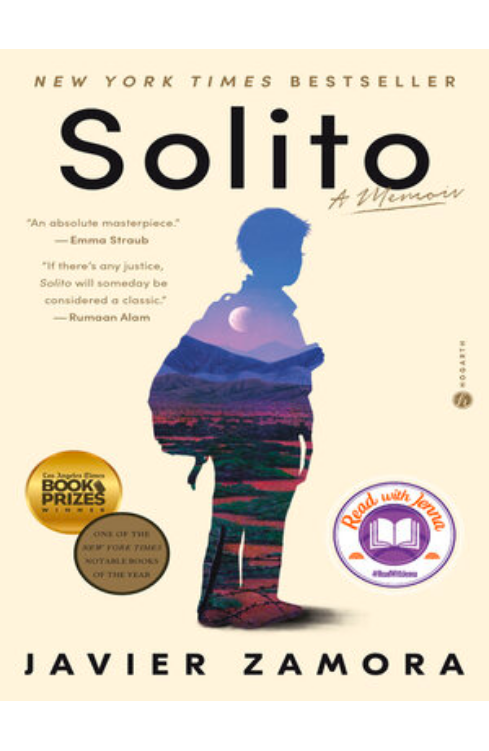 NEW YORK TIMES BESTSELLER
Solito
A Memoir
"An absolute masterpiece."
— Emma Straub
"If there's any justice,
Solito will someday be
considered a classic."
— Rumaan Alam
HOGARTH
Los Angeles Times
BOOK
PRIZES
WINNER
ONE OF THE
NEW YORK TIMES
NOTABLE BOOKS
OF THE YEAR
Read with Jenna
#ReadWithJenna
JAVIER ZAMORA